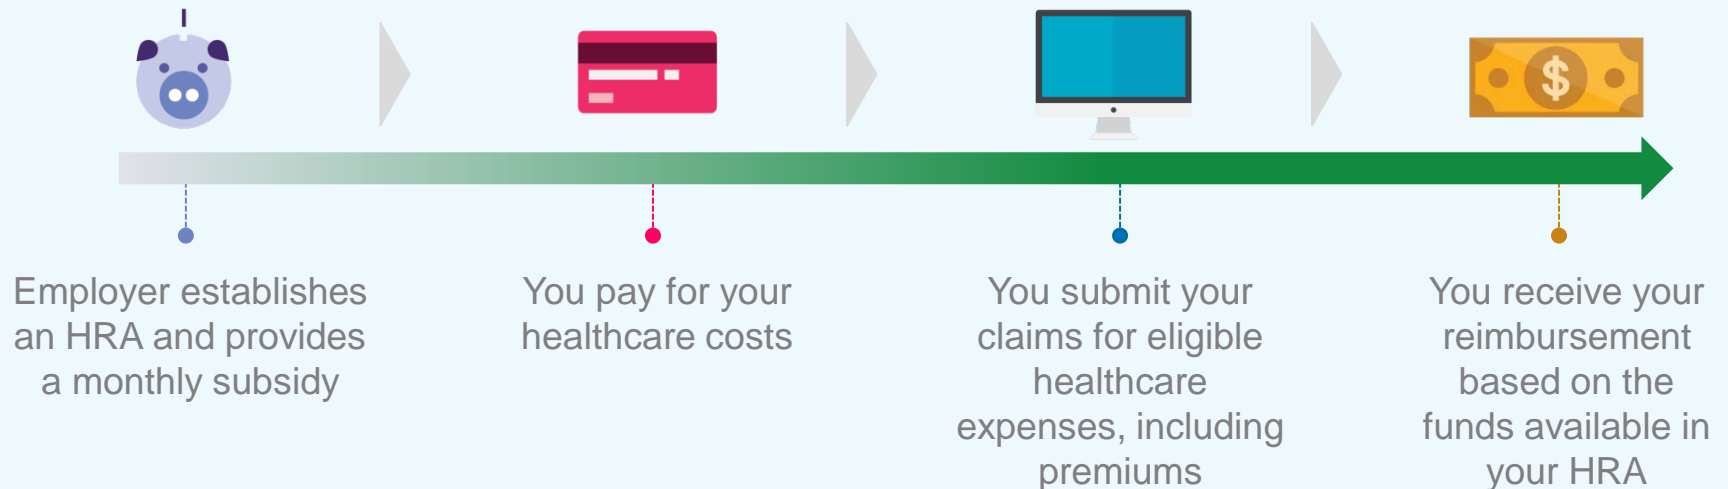 $
Employer establishes
an HRA and provides
a monthly subsidy
You pay for your
healthcare costs
You submit your
claims for eligible
healthcare
expenses, including
premiums
You receive your
reimbursement
based on the
funds available in
your HRA